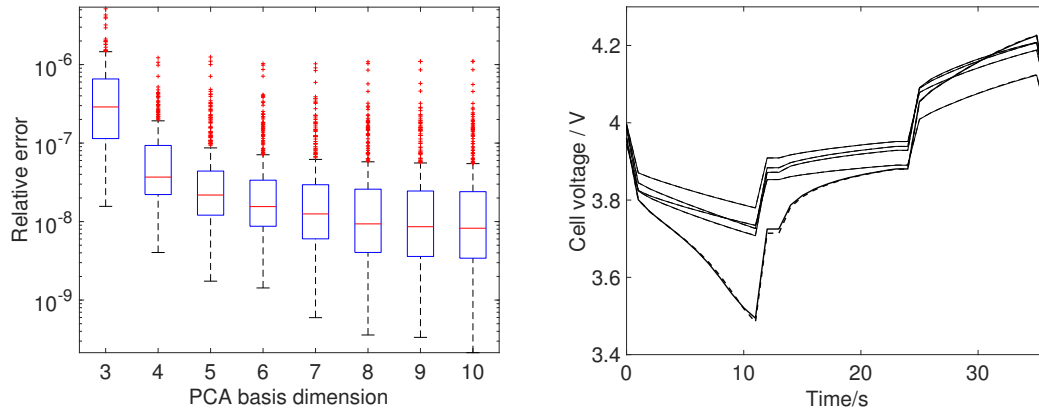 Relative error
10^-6
10^-7
10^-8
10^-9
3 4 5 6 7 8 9 10
PCA basis dimension
Cell voltage / V
4.2
4
3.8
3.6
3.4
0 10 20 30
Time/s